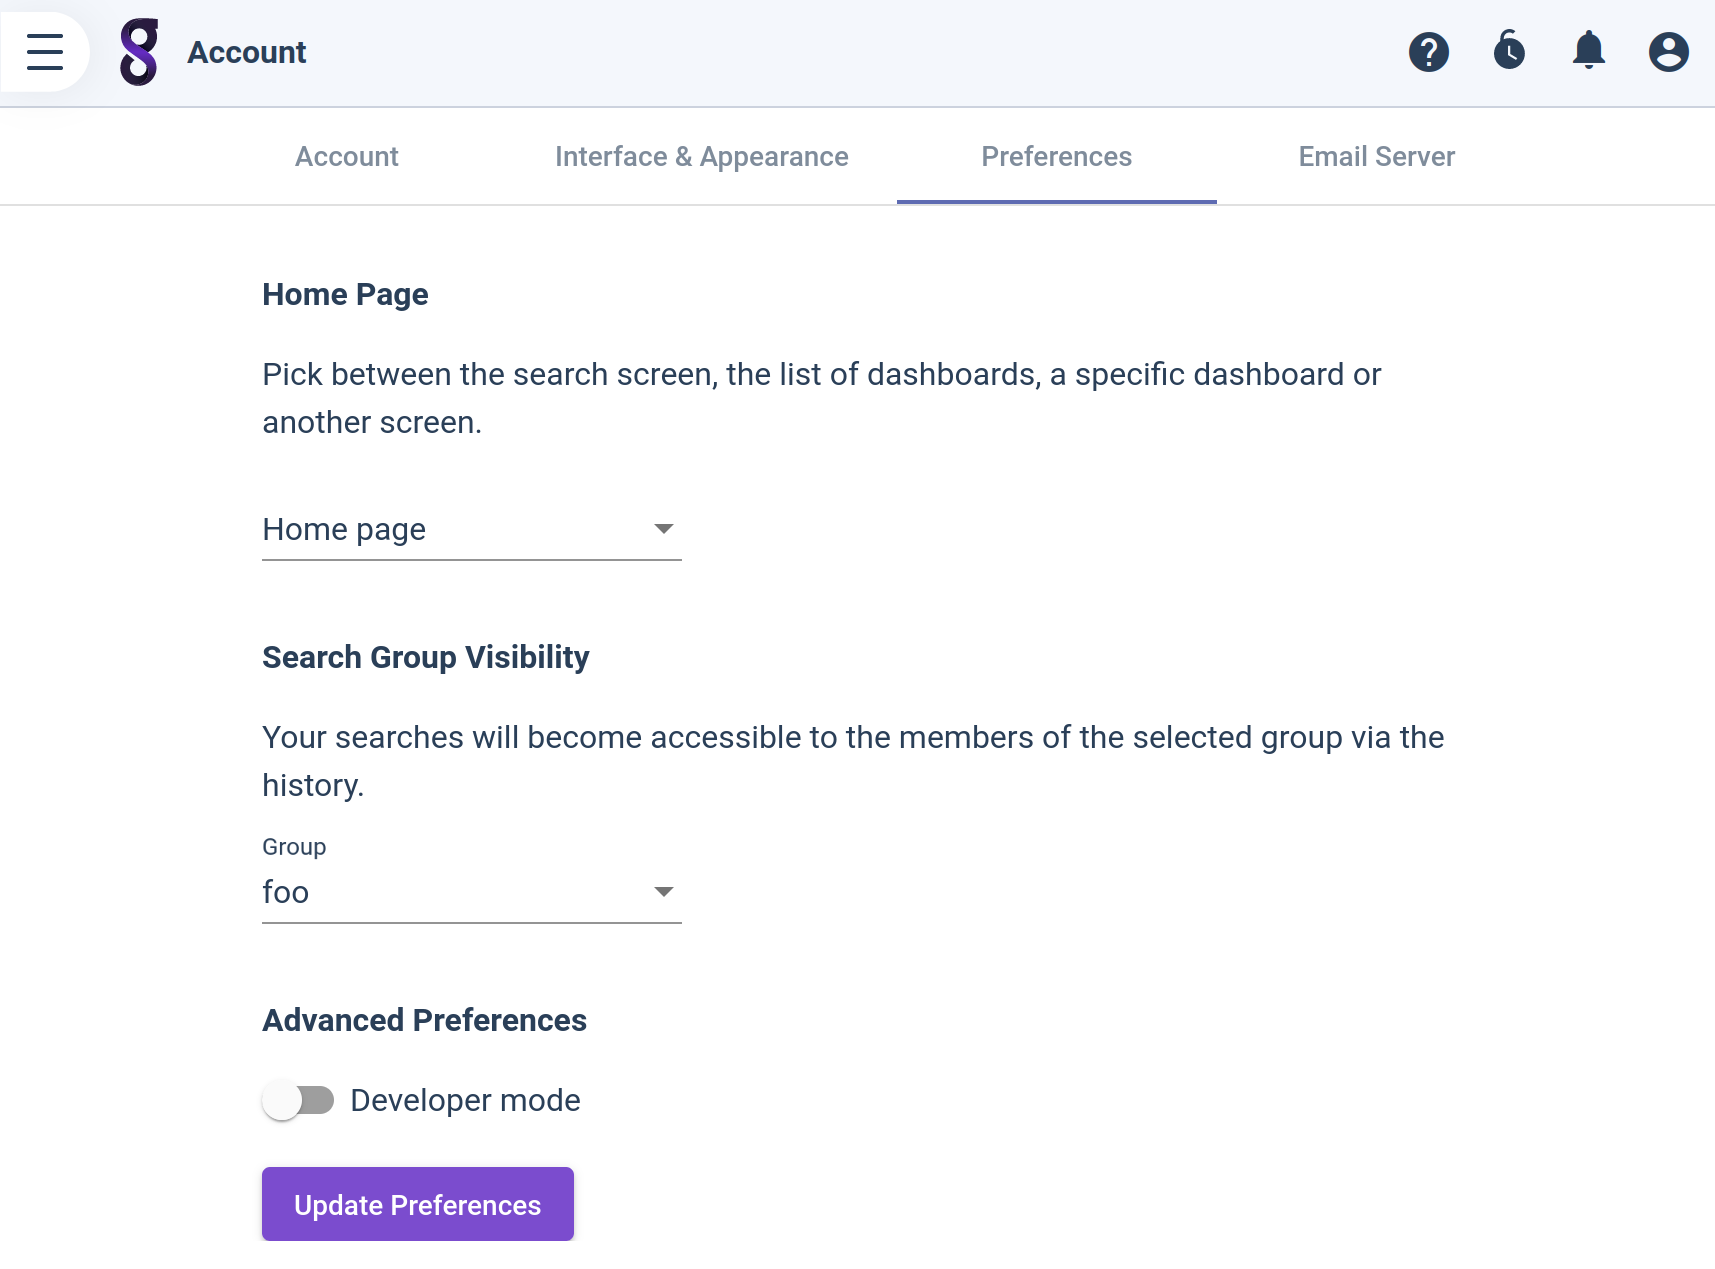 Account
Account
Interface & Appearance
Preferences
Email Server
Home Page
Pick between the search screen, the list of dashboards, a specific dashboard or
another screen.
Home page
Search Group Visibility
Your searches will become accessible to the members of the selected group via the
history.
Group
foo
Advanced Preferences
Developer mode
Update Preferences